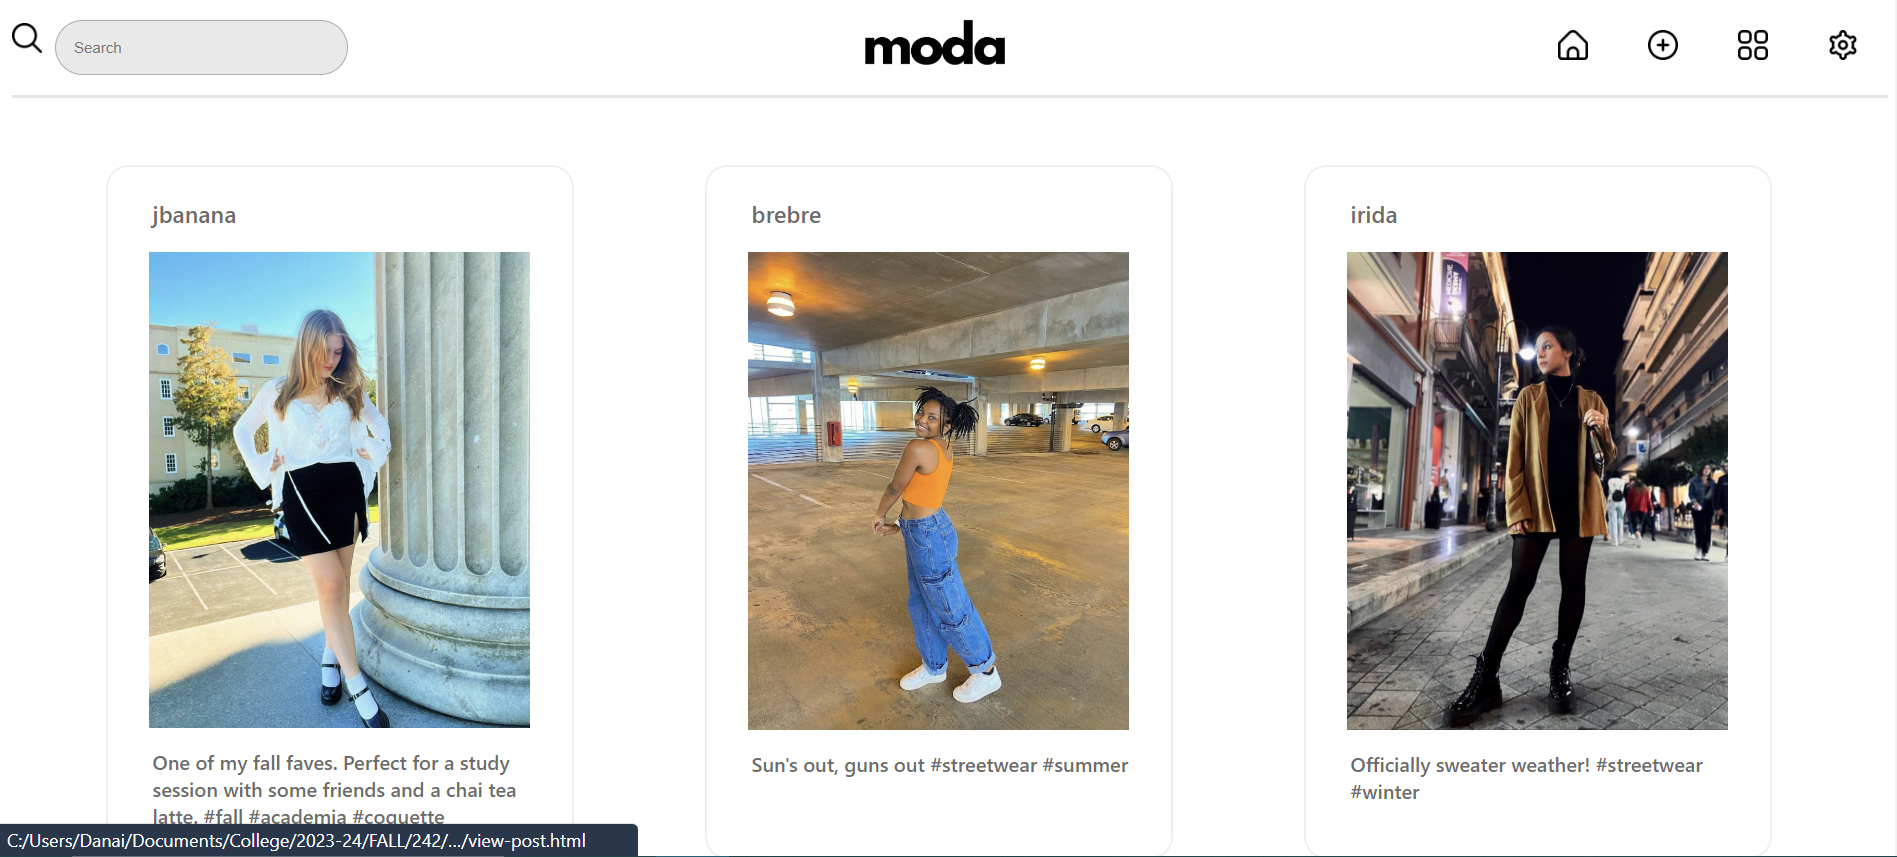 Search
moda
jbanana
brebre
irida
One of my fall faves. Perfect for a study
session with some friends and a chai tea
latte. #fall #academia #coquette
Sun's out, guns out #streetwear #summer
Officially sweater weather! #streetwear
#winter
C:/Users/Danai/Documents/College/2023-24/FALL/242/.../view-post.html